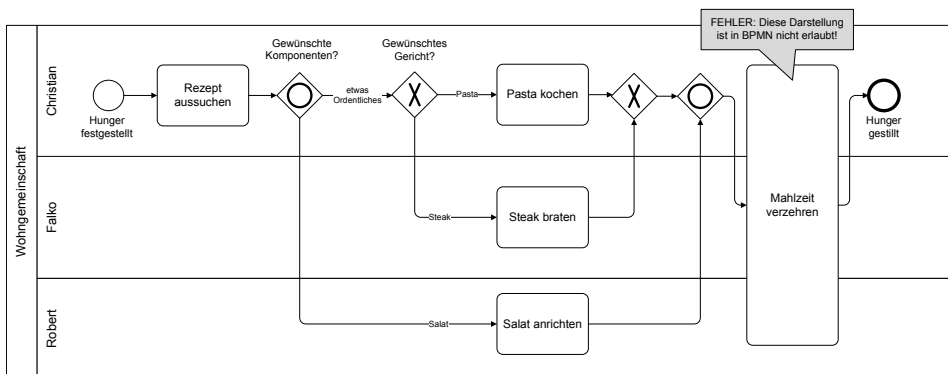 FEHLER: Diese Darstellung
ist in BPMN nicht erlaubt!
Wohngemeinschaft
Christian
Gewünschte
Komponenten?
Gewünschtes
Gericht?
Hunger
festgestellt
Rezept
aussuchen
etwas
Ordentliches
X
Pasta
Pasta kochen
X
Hunger
gestillt
Falko
Steak
Steak braten
Mahlzeit
verzehren
Robert
Salat
Salat anrichten